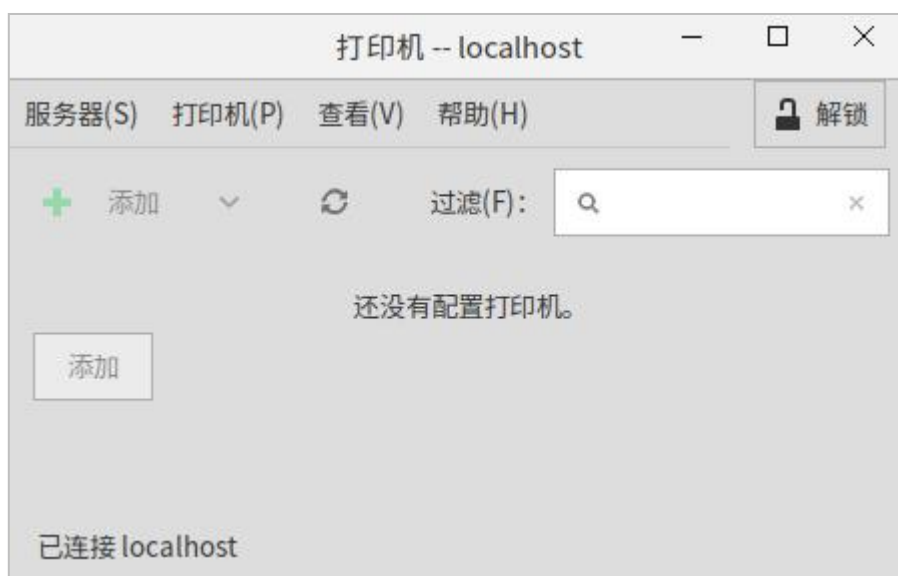 打印机 -- localhost
服务器(S) 打印机(P) 查看(V) 帮助(H) 解锁
添加 过滤(F)：
还没有配置打印机。
添加
已连接 localhost